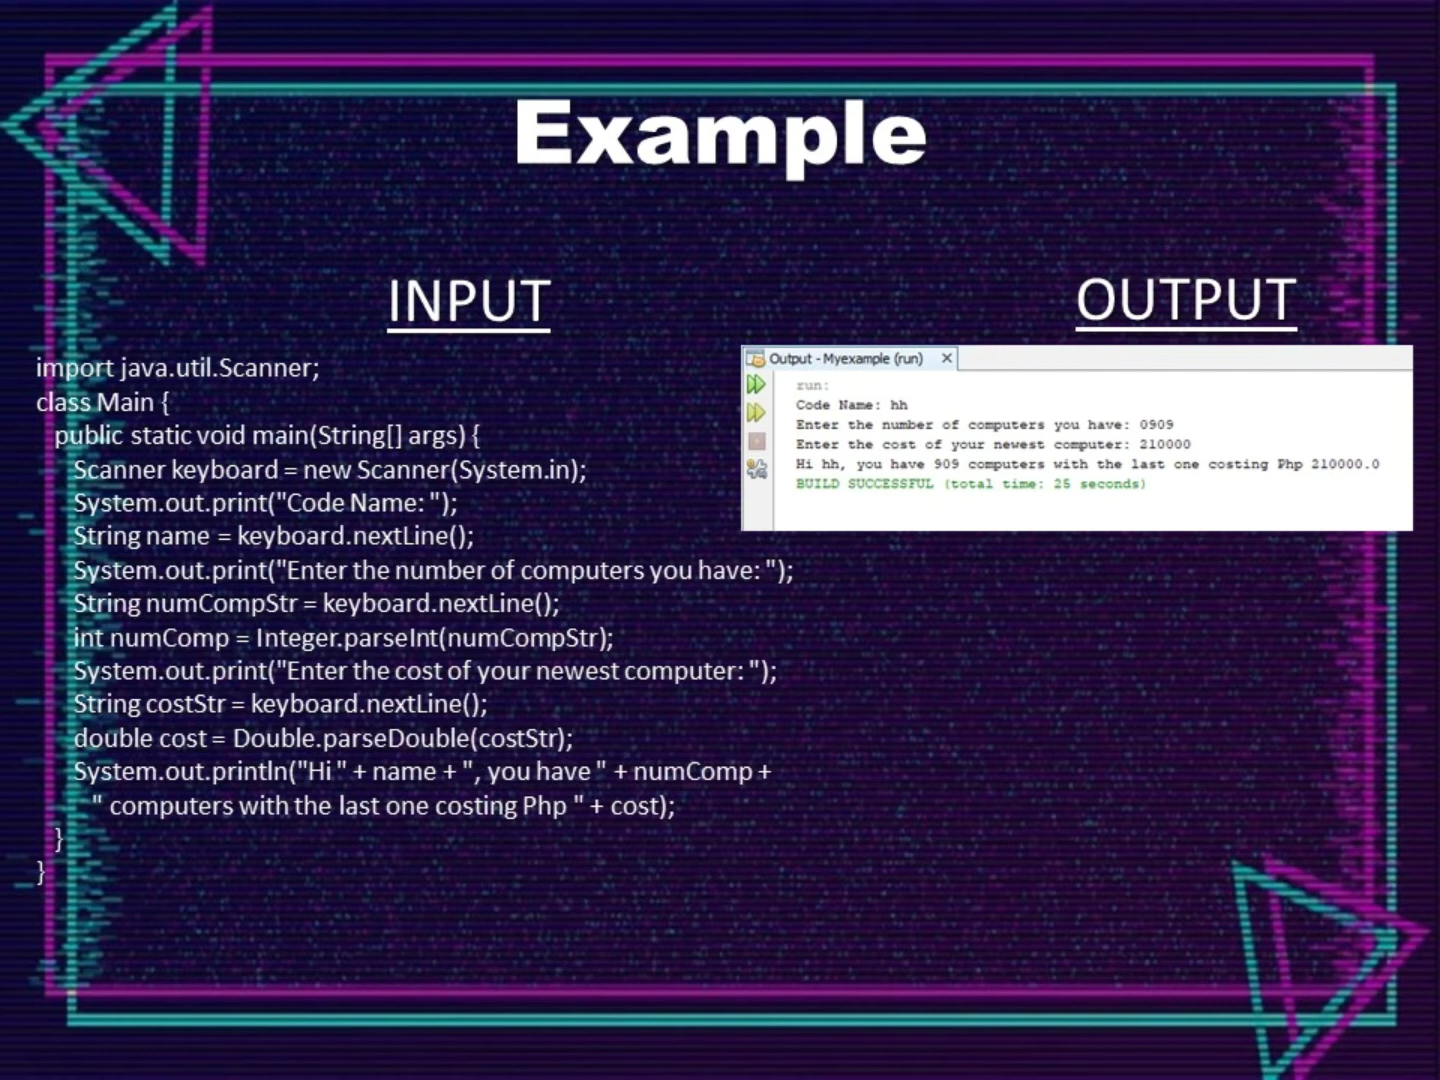 Example
INPUT
import java.util.Scanner;
class Main {
public static void main(String[] args) {
Scanner keyboard = new Scanner(System.in);
System.out.print("Code Name: ");
String name = keyboard.nextLine();
System.out.print("Enter the number of computers you have: ");
String numCompStr = keyboard.nextLine();
int numComp = Integer.parseInt(numCompStr);
System.out.print("Enter the cost of your newest computer: ");
String costStr = keyboard.nextLine();
double cost = Double.parseDouble(costStr);
System.out.println("Hi " + name + ", you have " + numComp +
" computers with the last one costing Php " + cost);
}
}
OUTPUT
Output - Myexample (run)
run:
Code Name: hh
Enter the number of computers you have: 0909
Enter the cost of your newest computer: 210000
Hi hh, you have 909 computers with the last one costing Php 210000.0
BUILD SUCCESSFUL (total time: 25 seconds)